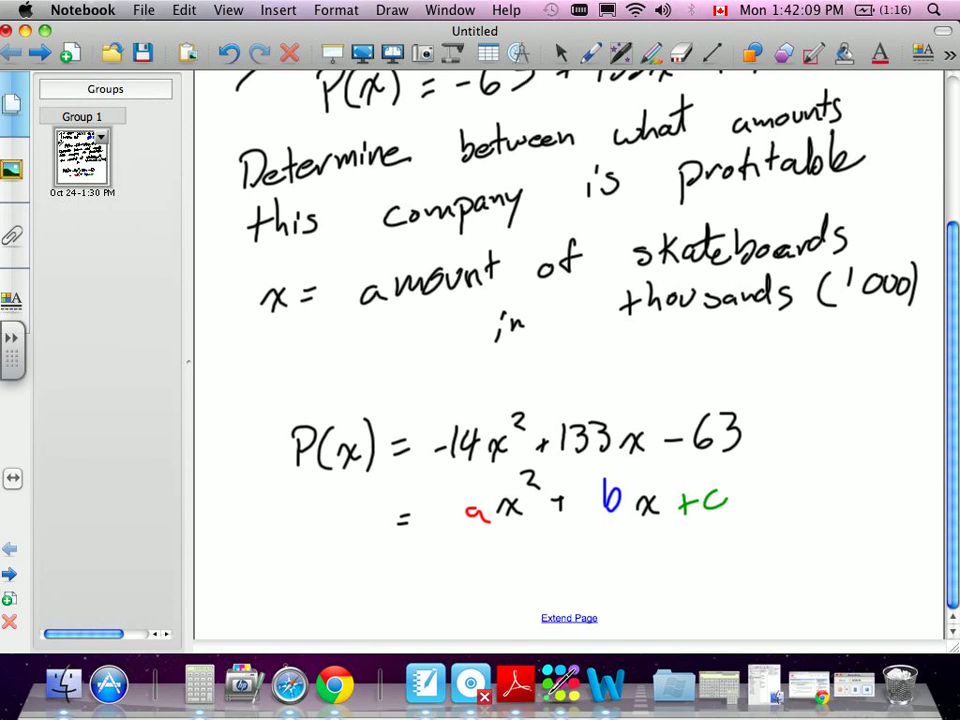 Notebook File Edit View Insert Format Draw Window Help Mon 1:42:09 PM (1:16)
Untitled
Groups
Group 1
Oct 24-1:30 PM
P(x) = -63 + 133x
Determine between what amounts
this company is profitable
x = amount of skateboards
in thousands ('000)
P(x) = -14x² + 133x - 63
= ax² + bx + c
Extend Page